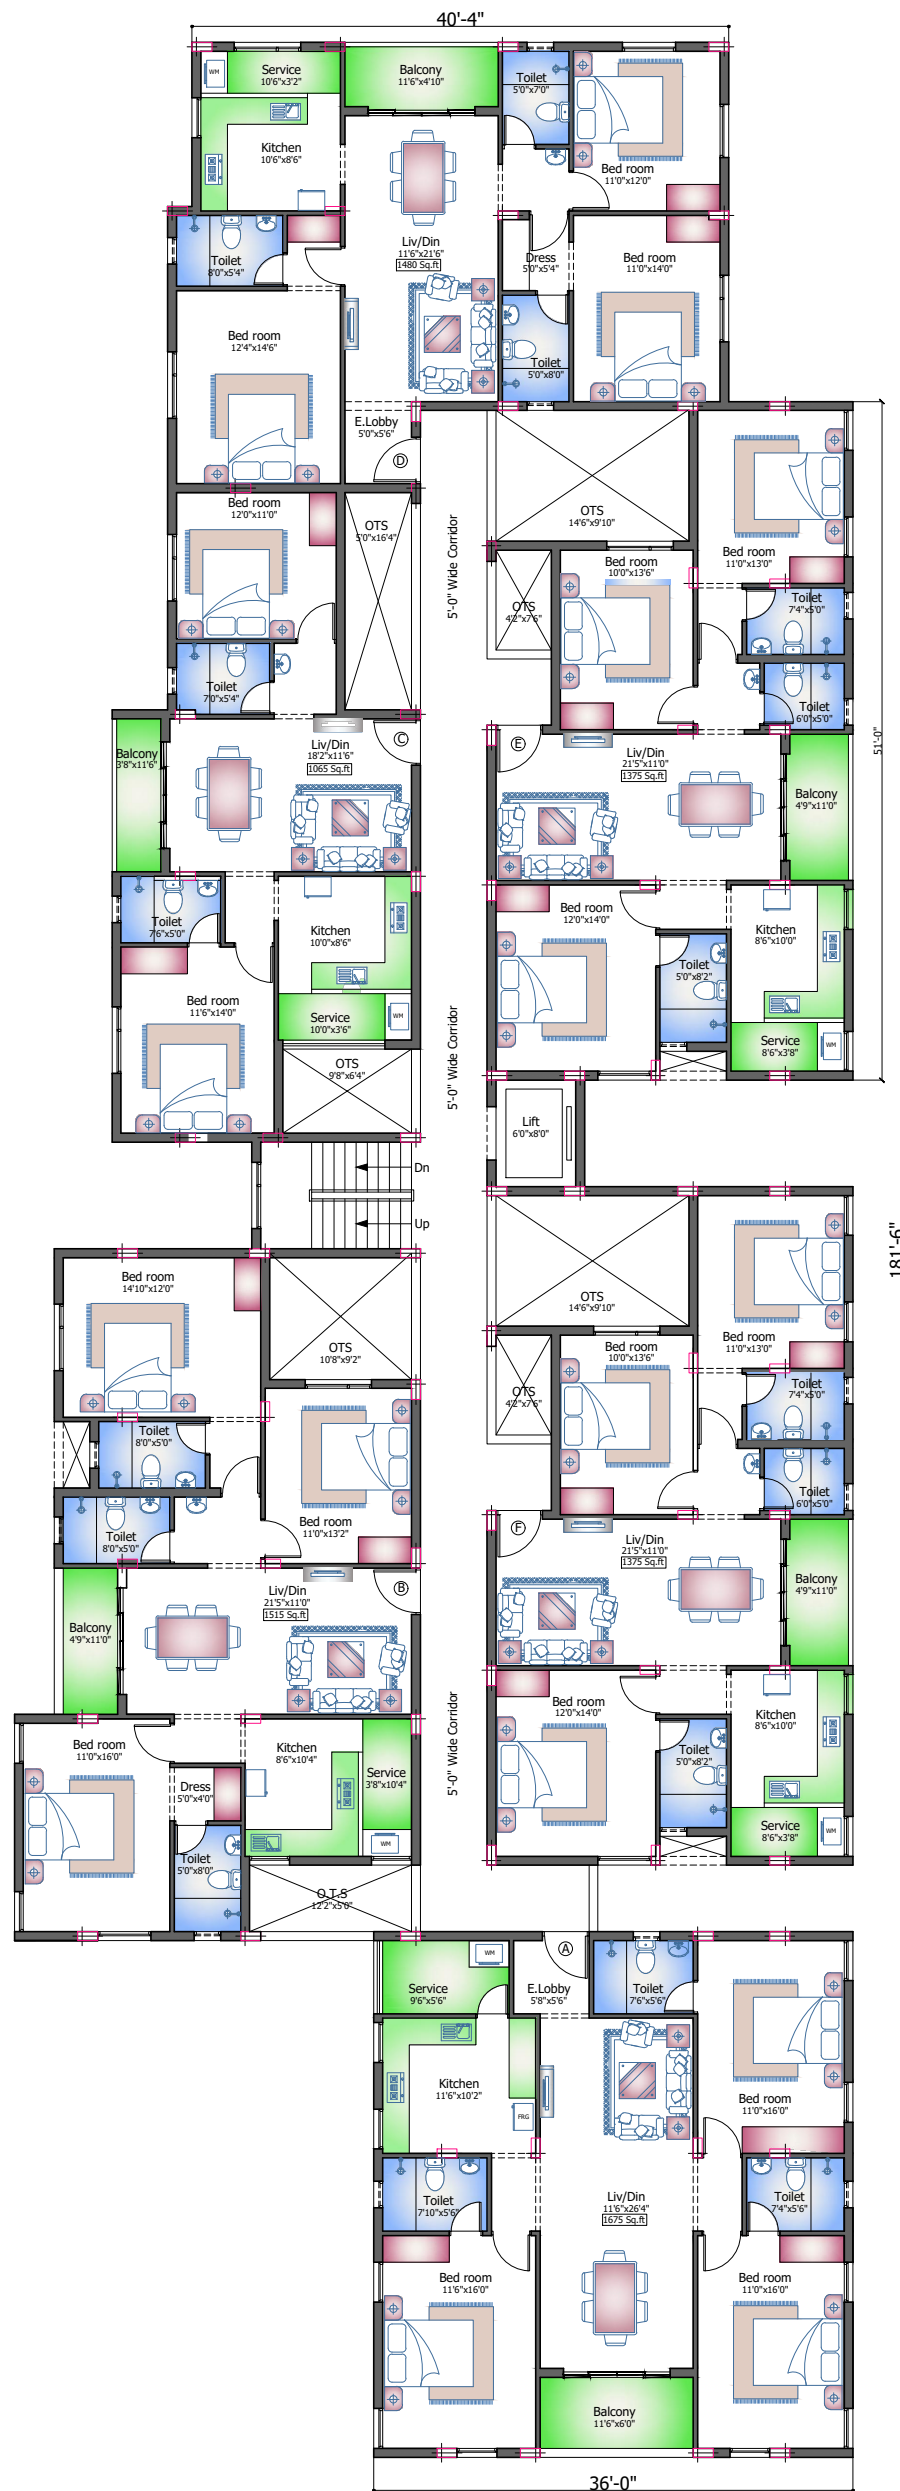 40'-4"
WM
Service
10'6"x3'2"
Balcony
11'6"x4'10"
Toilet
5'0"x7'0"
Kitchen
10'6"x8'6"
Bed room
11'0"x12'0"
Toilet
8'0"x5'4"
Liv/Din
11'6"x21'6"
1480 Sq.ft
Dress
5'0"x5'4"
Bed room
11'0"x14'0"
Bed room
12'4"x14'6"
Toilet
5'0"x8'0"
E.Lobby
5'0"x5'6"
D
Bed room
12'0"x11'0"
OTS
5'0"x16'4"
5'-0" Wide Corridor
OTS
14'6"x9'10"
Bed room
11'0"x13'0"
Bed room
10'0"x13'6"
OTS
4'2"x7'6"
Toilet
7'4"x5'0"
Toilet
7'0"x5'4"
Toilet
6'0"x5'0"
51'-0"
Balcony
3'8"x11'6"
Liv/Din
18'2"x11'6"
1065 Sq.ft
C
E
Liv/Din
21'5"x11'0"
1375 Sq.ft
Balcony
4'9"x11'0"
Toilet
7'6"x5'0"
Kitchen
10'0"x8'6"
Bed room
12'0"x14'0"
Kitchen
8'6"x10'0"
Toilet
5'0"x8'2"
Bed room
11'6"x14'0"
Service
10'0"x3'6"
WM
5'-0" Wide Corridor
Service
8'6"x3'8"
WM
OTS
9'8"x6'4"
Lift
6'0"x8'0"
Dn
Up
181'-6"
Bed room
14'10"x12'0"
OTS
10'8"x9'2"
OTS
14'6"x9'10"
Bed room
11'0"x13'0"
Bed room
10'0"x13'6"
OTS
4'2"x7'6"
Toilet
7'4"x5'0"
Toilet
8'0"x5'0"
Toilet
6'0"x5'0"
Bed room
11'0"x13'2"
Toilet
8'0"x5'0"
F
Liv/Din
21'5"x11'0"
1375 Sq.ft
Balcony
4'9"x11'0"
Liv/Din
21'5"x11'0"
1515 Sq.ft
B
Balcony
4'9"x11'0"
Bed room
12'0"x14'0"
Kitchen
8'6"x10'0"
5'-0" Wide Corridor
Bed room
11'0"x16'0"
Kitchen
8'6"x10'4"
Service
3'8"x10'4"
Toilet
5'0"x8'2"
Dress
5'0"x4'0"
WM
Service
8'6"x3'8"
WM
Toilet
5'0"x8'0"
O.T.S
12'2"x5'0"
A
WM
Service
9'6"x5'6"
E.Lobby
5'8"x5'6"
Toilet
7'6"x5'6"
Kitchen
11'6"x10'2"
FRG
Bed room
11'0"x16'0"
Toilet
7'10"x5'6"
Liv/Din
11'6"x26'4"
1675 Sq.ft
Toilet
7'4"x5'6"
Bed room
11'6"x16'0"
Bed room
11'0"x16'0"
Balcony
11'6"x6'0"
36'-0"